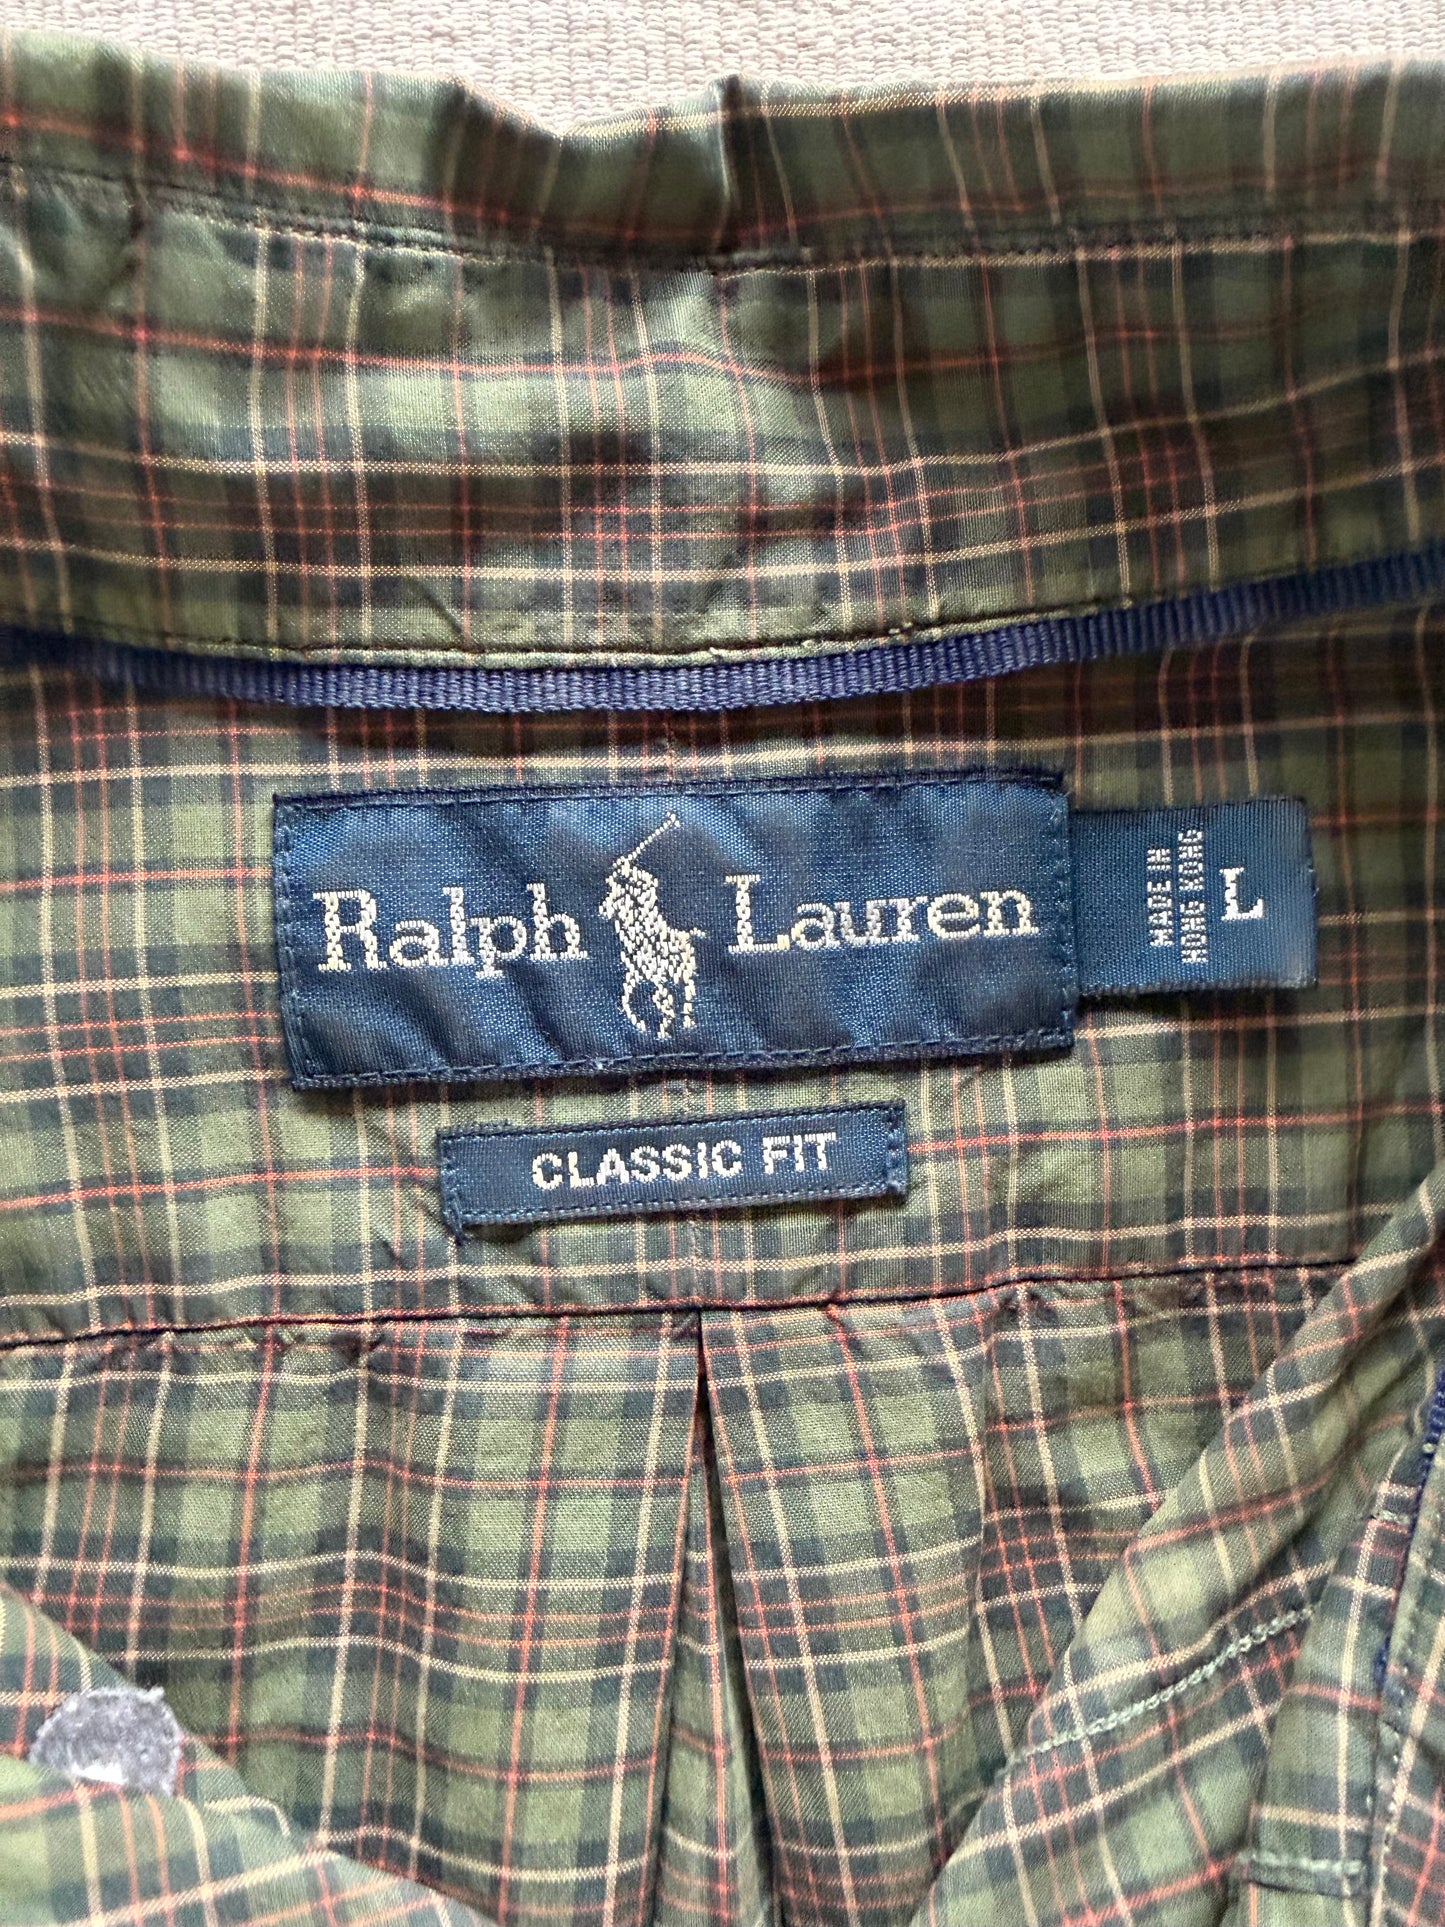 Ralph Lauren
MADE IN
HONG KONG
L
CLASSIC FIT